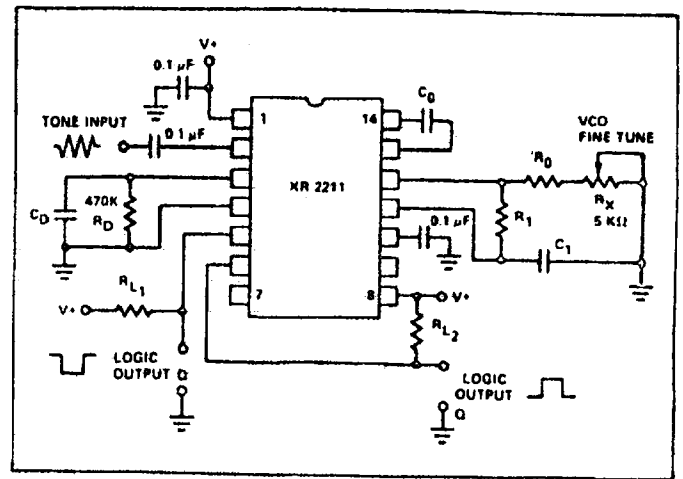 V+
0.1 μF
C0
1
14
TONE INPUT
0.1 μF
VCO
FINE TUNE
XR 2211
R0
RX
5 KΩ
470K
RD
CD
R1
0.1 μF
C1
RL1
V+
7
8
V+
RL2
LOGIC
OUTPUT
Q
LOGIC
OUTPUT
Q